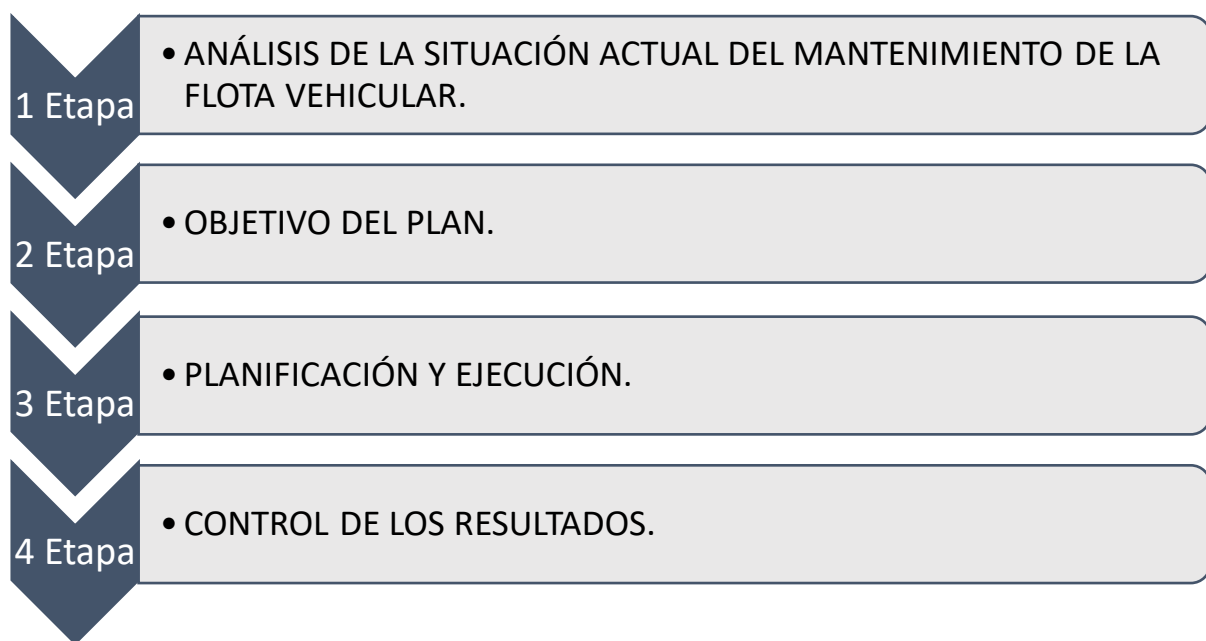 1 Etapa
• ANÁLISIS DE LA SITUACIÓN ACTUAL DEL MANTENIMIENTO DE LA
FLOTA VEHICULAR.
2 Etapa
• OBJETIVO DEL PLAN.
3 Etapa
• PLANIFICACIÓN Y EJECUCIÓN.
4 Etapa
• CONTROL DE LOS RESULTADOS.